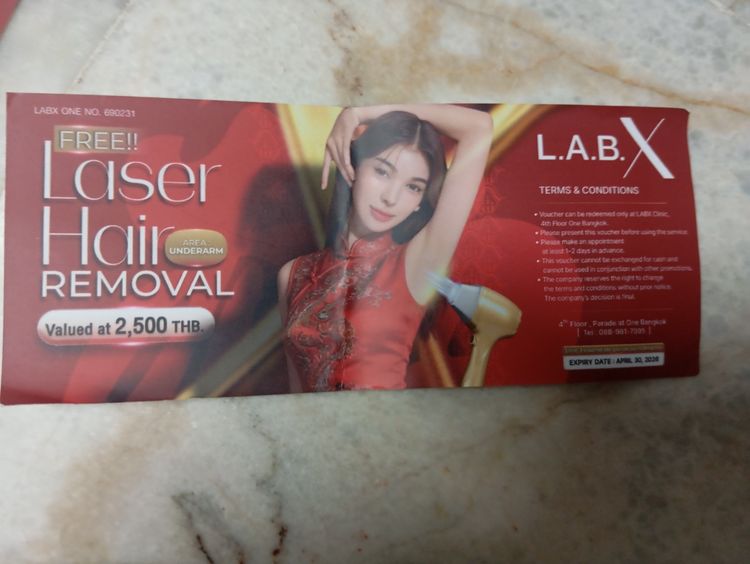 LABX ONE NO. 690231
FREE!!
Laser
Hair
AREA
UNDERARM
REMOVAL
Valued at 2,500 THB.
L.A.B.X
TERMS & CONDITIONS
• Voucher can be redeemed only at LABX Clinic,
4th Floor One Bangkok.
• Please present this voucher before using the service.
• Please make an appointment
at least 1-2 days in advance.
• This voucher cannot be exchanged for cash and
cannot be used in conjunction with other promotions.
• The company reserves the right to change
the terms and conditions without prior notice.
The company's decision is final.
4th Floor , Parade at One Bangkok
[ Tel : ]
EXPIRY DATE : APRIL 30, 2026